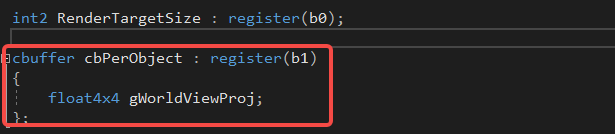 int2 RenderTargetSize : register(b0);
cbuffer cbPerObject : register(b1)
{
float4x4 gWorldViewProj;
};